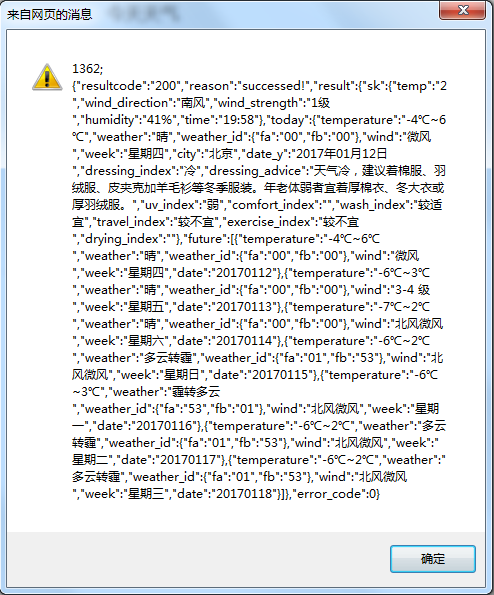 来自网页的消息
1362;
{"resultcode":"200","reason":"successed!","result":{"sk":{"temp":"2
","wind_direction":"南风","wind_strength":"1级
","humidity":"41%","time":"19:58"},"today":{"temperature":"-4℃~6
℃","weather":"晴","weather_id":{"fa":"00","fb":"00"},"wind":"微风
","week":"星期四","city":"北京","date_y":"2017年01月12日
","dressing_index":"冷","dressing_advice":"天气冷，建议着棉服、羽
绒服、皮夹克加羊毛衫等冬季服装。年老体弱者宜着厚棉衣、冬大衣或
厚羽绒服。","uv_index":"弱","comfort_index":"","wash_index":"较适
宜","travel_index":"较不宜","exercise_index":"较不宜
","drying_index":""},"future":[{"temperature":"-4℃~6℃
","weather":"晴","weather_id":{"fa":"00","fb":"00"},"wind":"微风
","week":"星期四","date":"20170112"},{"temperature":"-6℃~3℃
","weather":"晴","weather_id":{"fa":"00","fb":"00"},"wind":"3-4 级
","week":"星期五","date":"20170113"},{"temperature":"-7℃~2℃
","weather":"晴","weather_id":{"fa":"00","fb":"00"},"wind":"北风微风
","week":"星期六","date":"20170114"},{"temperature":"-6℃~2℃
","weather":"多云转霾","weather_id":{"fa":"01","fb":"53"},"wind":"北
风微风","week":"星期日","date":"20170115"},{"temperature":"-6℃
~3℃","weather":"霾转多云
","weather_id":{"fa":"53","fb":"01"},"wind":"北风微风","week":"星期
一","date":"20170116"},{"temperature":"-6℃~2℃","weather":"多云
转霾","weather_id":{"fa":"01","fb":"53"},"wind":"北风微风","week":"
星期二","date":"20170117"},{"temperature":"-6℃~2℃","weather":"
多云转霾","weather_id":{"fa":"01","fb":"53"},"wind":"北风微风
","week":"星期三","date":"20170118"}]},"error_code":0}
确定